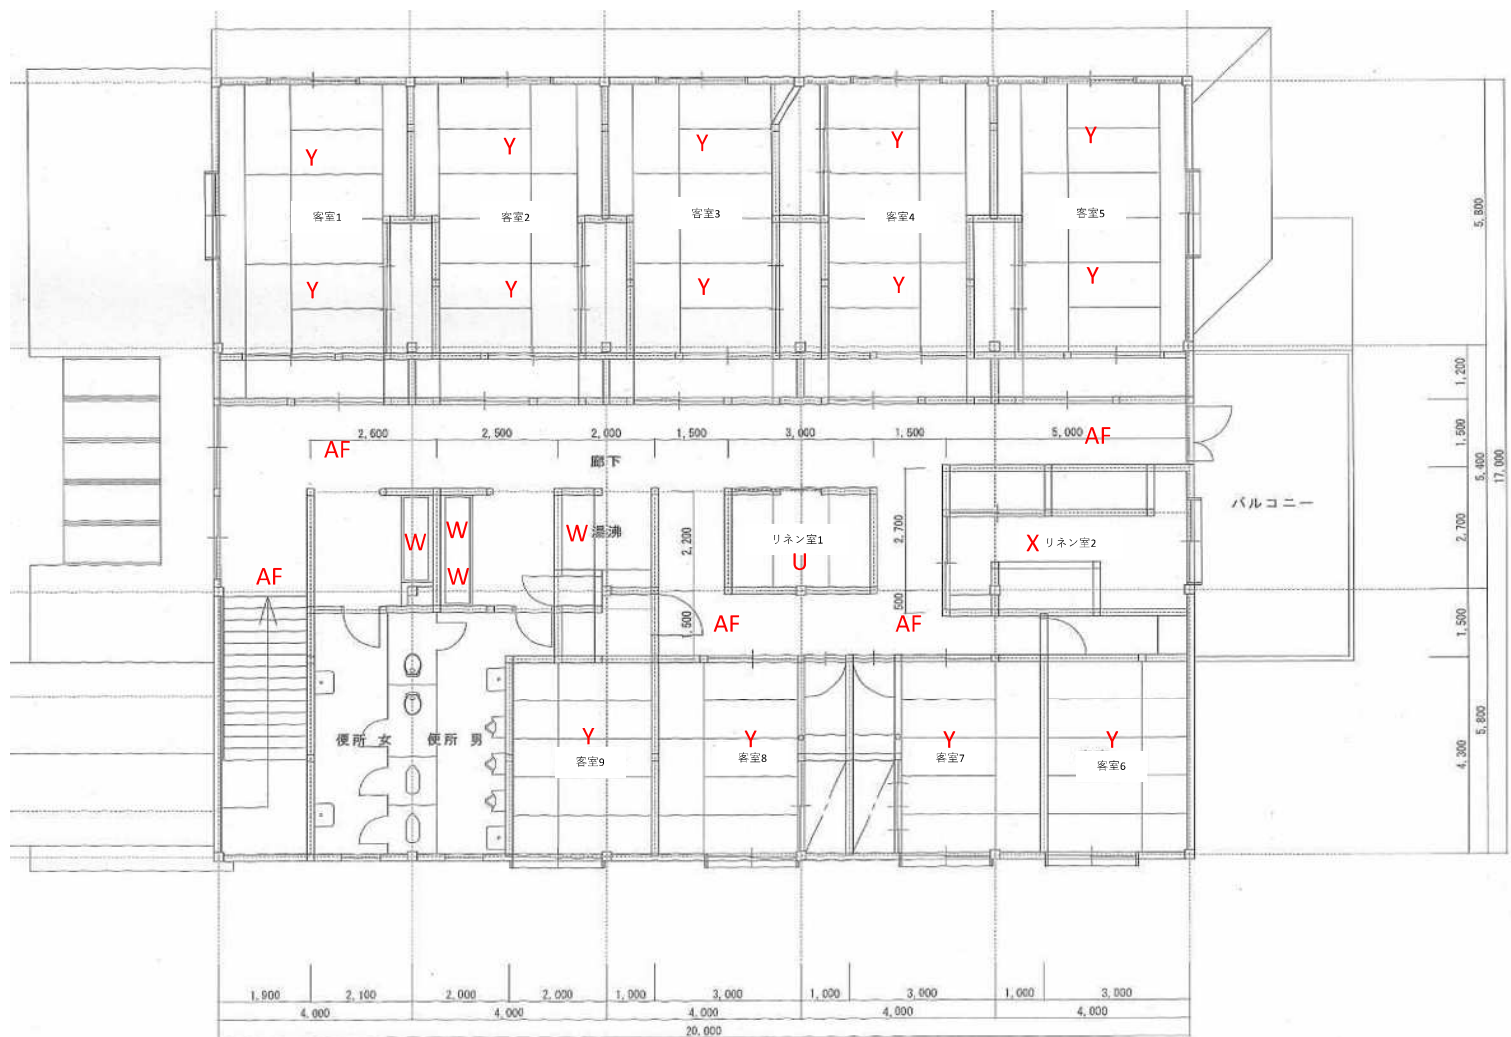 Y
Y
Y
Y
Y
客室1
客室2
客室3
客室4
客室5
5,800
Y
Y
Y
Y
Y
1,200
2,600
2,500
2,000
1,500
3,000
1,500
5,000
AF
AF
廊下
1,500
5,400
17,000
バルコニー
W
W
W
湯沸
リネン室1
X
リネン室2
2,200
2,700
2,700
U
AF
W
500
1,500
AF
AF
1,500
便所 女
便所 男
Y
Y
Y
Y
客室9
客室8
客室7
客室6
5,800
4,300
1,900
2,100
2,000
2,000
1,000
3,000
1,000
3,000
1,000
3,000
4,000
4,000
4,000
4,000
4,000
20,000